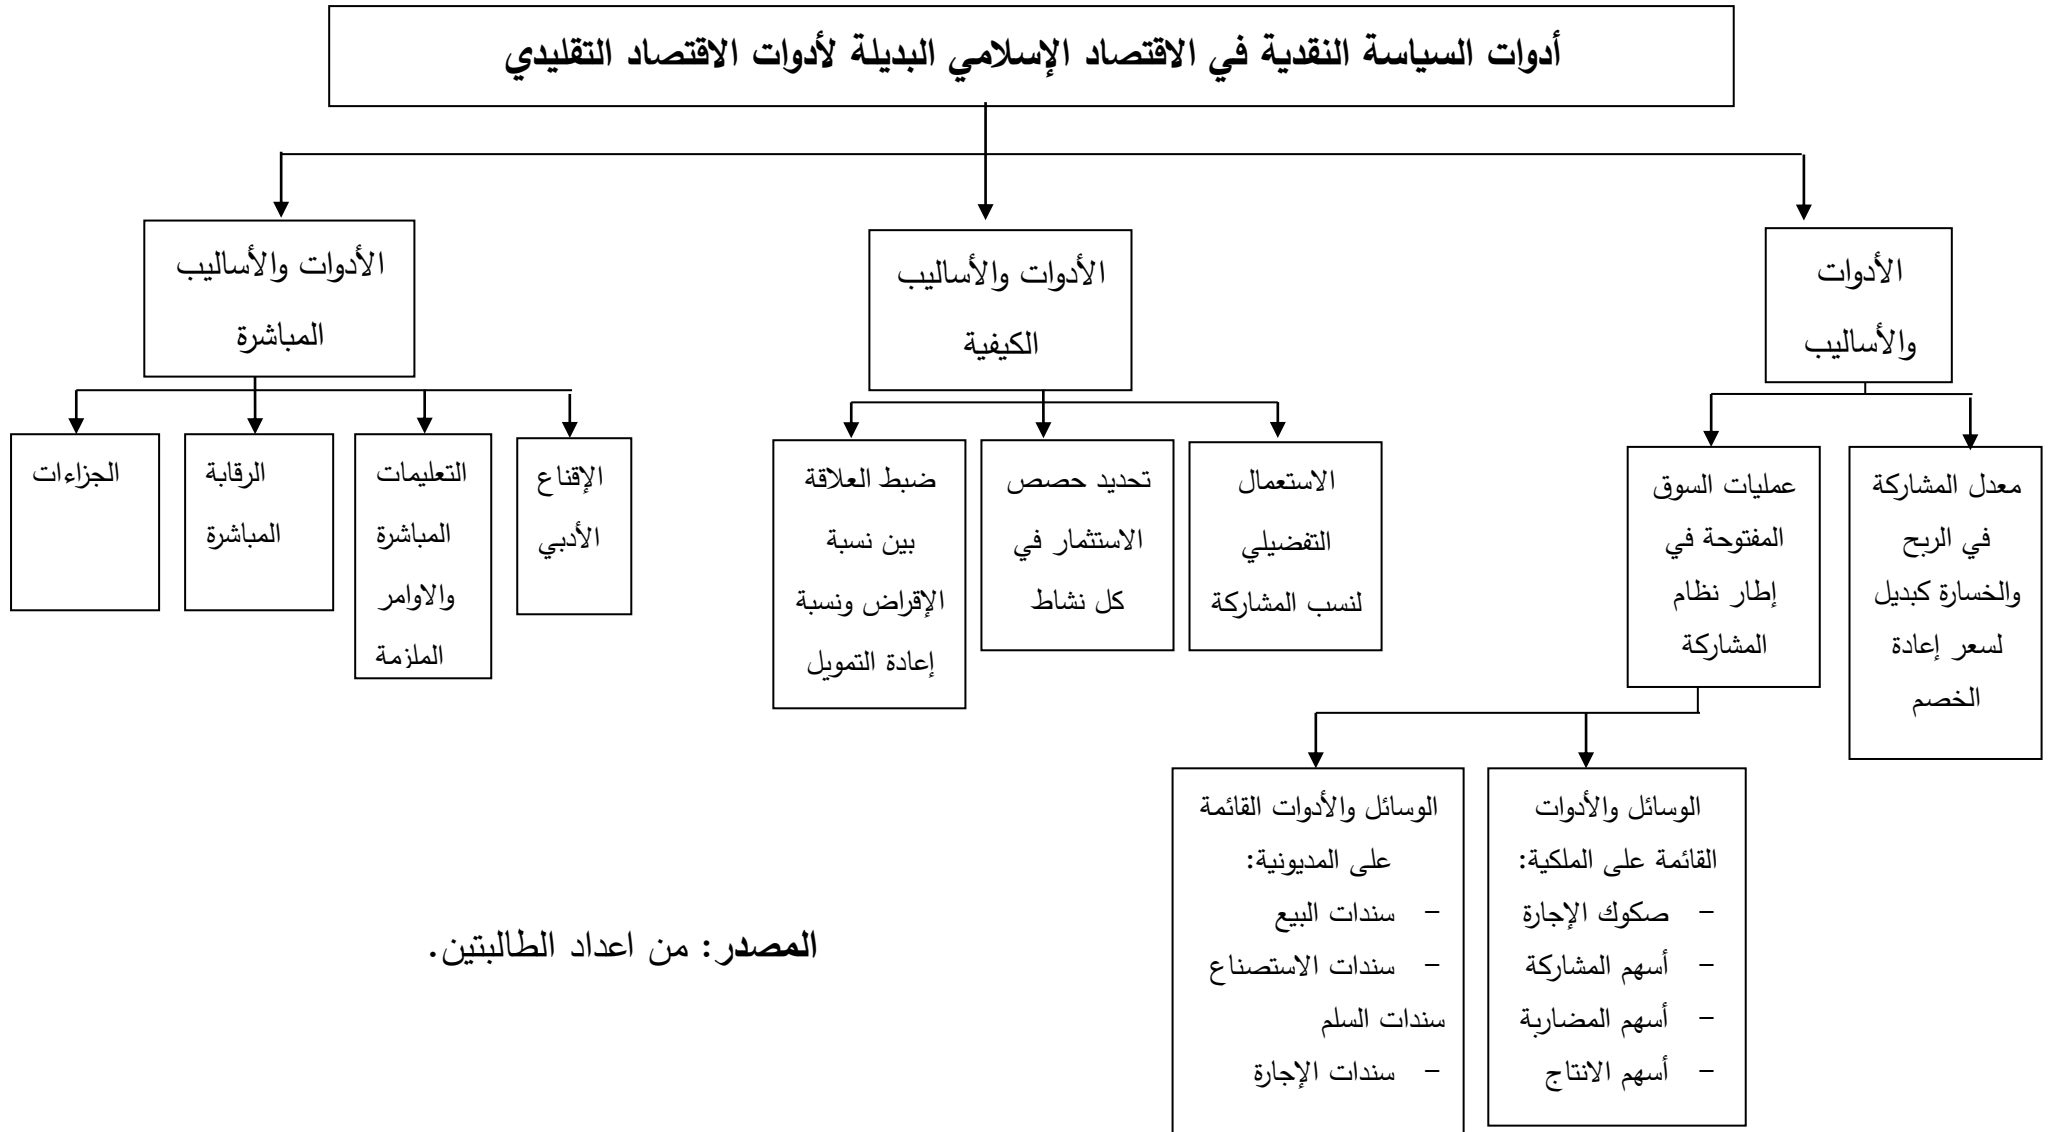 أدوات السياسة النقدية في الاقتصاد الإسلامي البديلة لأدوات الاقتصاد التقليدي
الأدوات
والأساليب
الأدوات والأساليب
الكيفية
الأدوات والأساليب
المباشرة
معدل المشاركة
في الربح
والخسارة كبديل
لسعر إعادة
الخصم
عمليات السوق
المفتوحة في
إطار نظام
المشاركة
الاستعمال
التفضيلي
لنسب المشاركة
تحديد حصص
الاستثمار في
كل نشاط
ضبط العلاقة
بين نسبة
الإقراض ونسبة
إعادة التمويل
الإقناع
الأدبي
التعليمات
المباشرة
والاوامر
الملزمة
الرقابة
المباشرة
الجزاءات
الوسائل والأدوات
القائمة على الملكية:
- صكوك الإجارة
- أسهم المشاركة
- أسهم المضاربة
- أسهم الانتاج
الوسائل والأدوات القائمة
على المديونية:
- سندات البيع
- سندات الاستصناع
سندات السلم
- سندات الإجارة
المصدر: من اعداد الطالبتين.